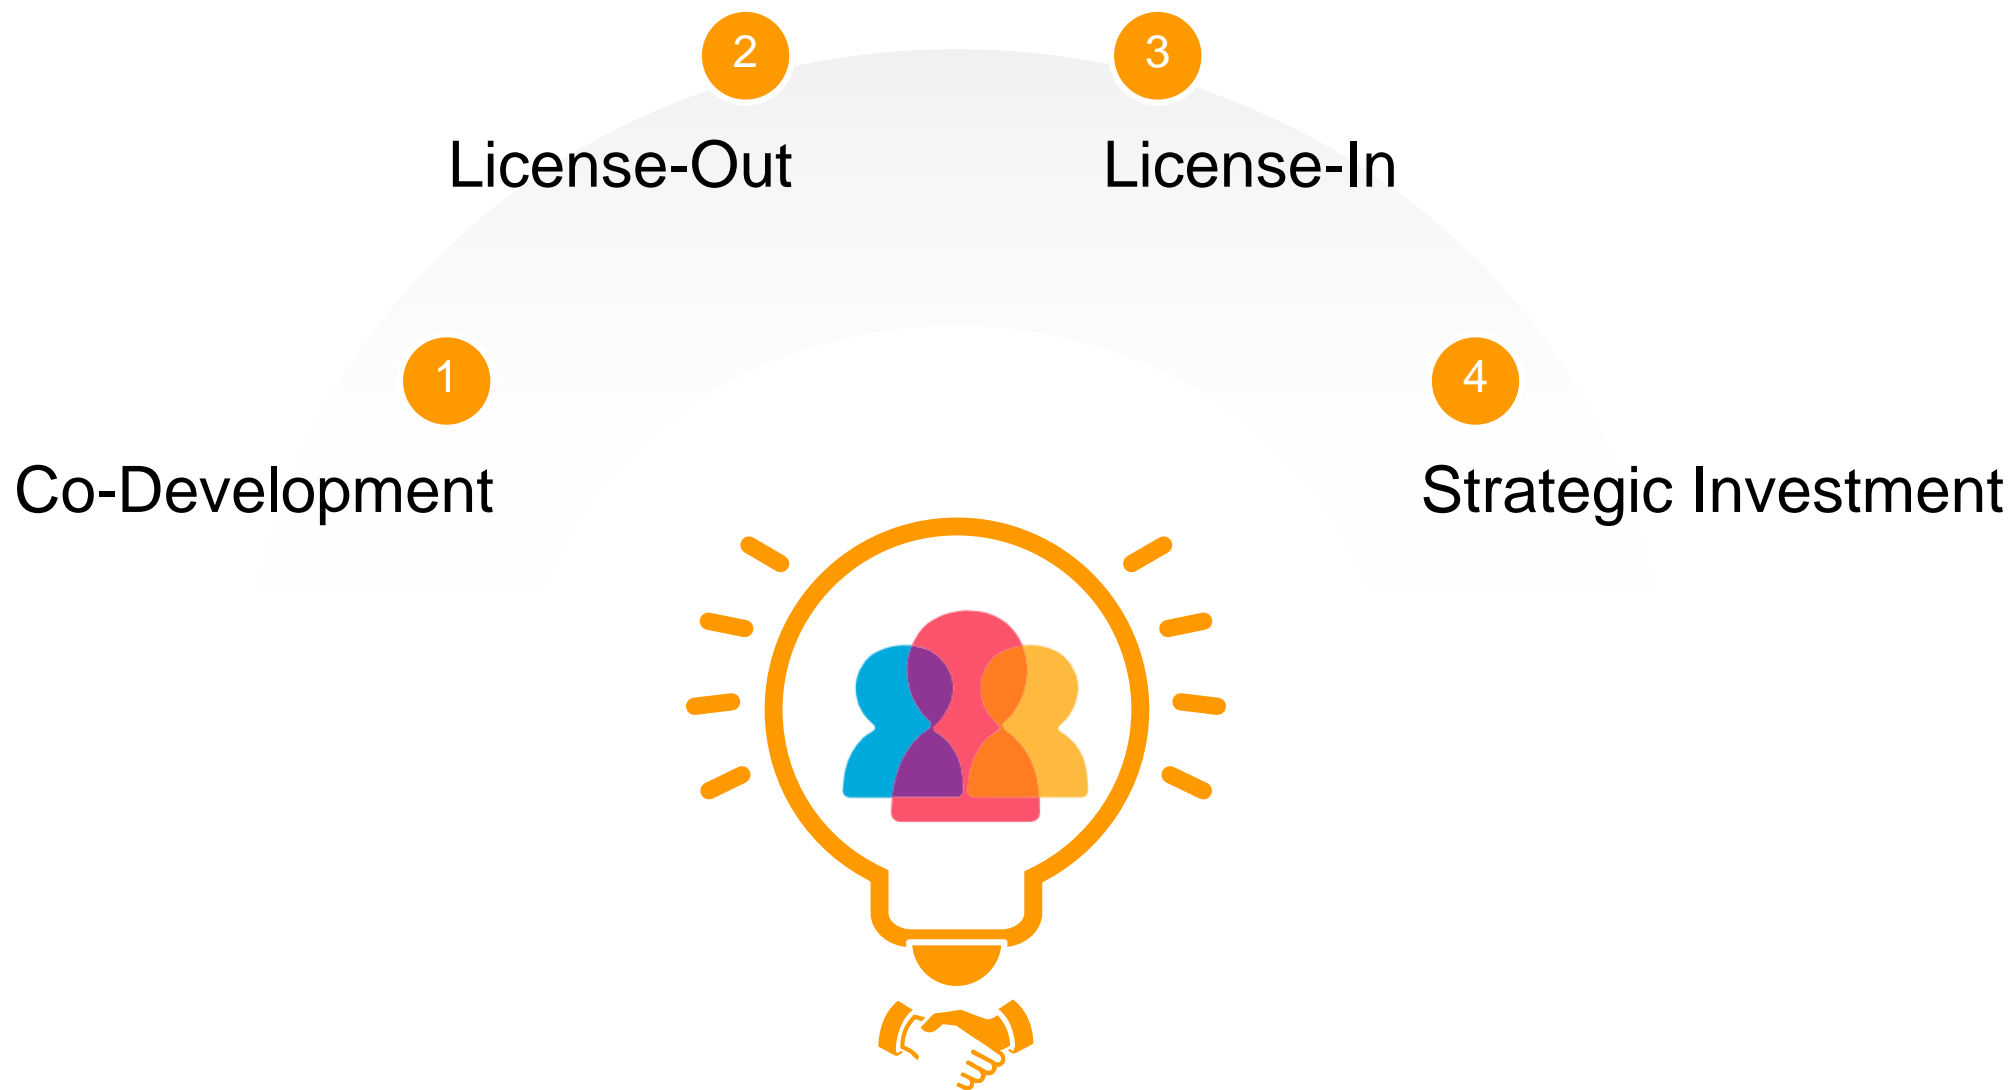 1
Co-Development
2
License-Out
3
License-In
4
Strategic Investment